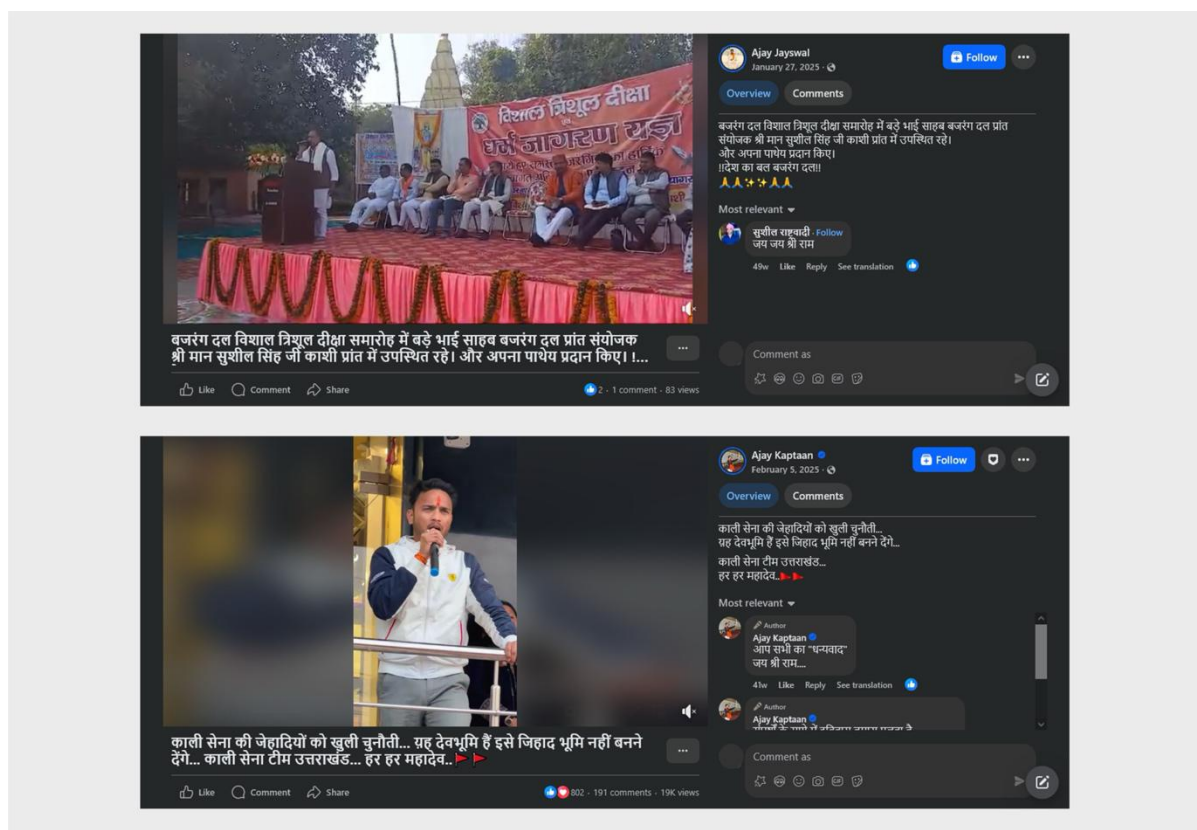 विशाल त्रिशूल दीक्षा
धर्म जागरण यज्ञ
बजरंग दल विशाल त्रिशूल दीक्षा समारोह में बड़े भाई साहब बजरंग दल प्रांत संयोजक
श्री मान सुशील सिंह जी काशी प्रांत में उपस्थित रहे। और अपना पाथेय प्रदान किए। !...
Like
Comment
Share
2 · 1 comment · 83 views
Ajay Jayswal
January 27, 2025
Follow
Overview
Comments
बजरंग दल विशाल त्रिशूल दीक्षा समारोह में बड़े भाई साहब बजरंग दल प्रांत
संयोजक श्री मान सुशील सिंह जी काशी प्रांत में उपस्थित रहे।
और अपना पाथेय प्रदान किए।
!!देश का बल बजरंग दल!!
Most relevant
सुशील राष्ट्रवादी · Follow
जय जय श्री राम
49w Like Reply See translation
Comment as
काली सेना की जेहादियों को खुली चुनौती... य़ह देवभूमि हैं इसे जिहाद भूमि नहीं बनने
देंगे... काली सेना टीम उत्तराखंड... हर हर महादेव..
Like
Comment
Share
802 · 191 comments · 19K views
Ajay Kaptaan
February 5, 2025
Follow
Overview
Comments
काली सेना की जेहादियों को खुली चुनौती...
य़ह देवभूमि हैं इसे जिहाद भूमि नहीं बनने देंगे...
काली सेना टीम उत्तराखंड...
हर हर महादेव..
Most relevant
Author
Ajay Kaptaan
आप सभी का "धन्यवाद"
जय श्री राम....
41w Like Reply See translation
Author
Ajay Kaptaan
Comment as